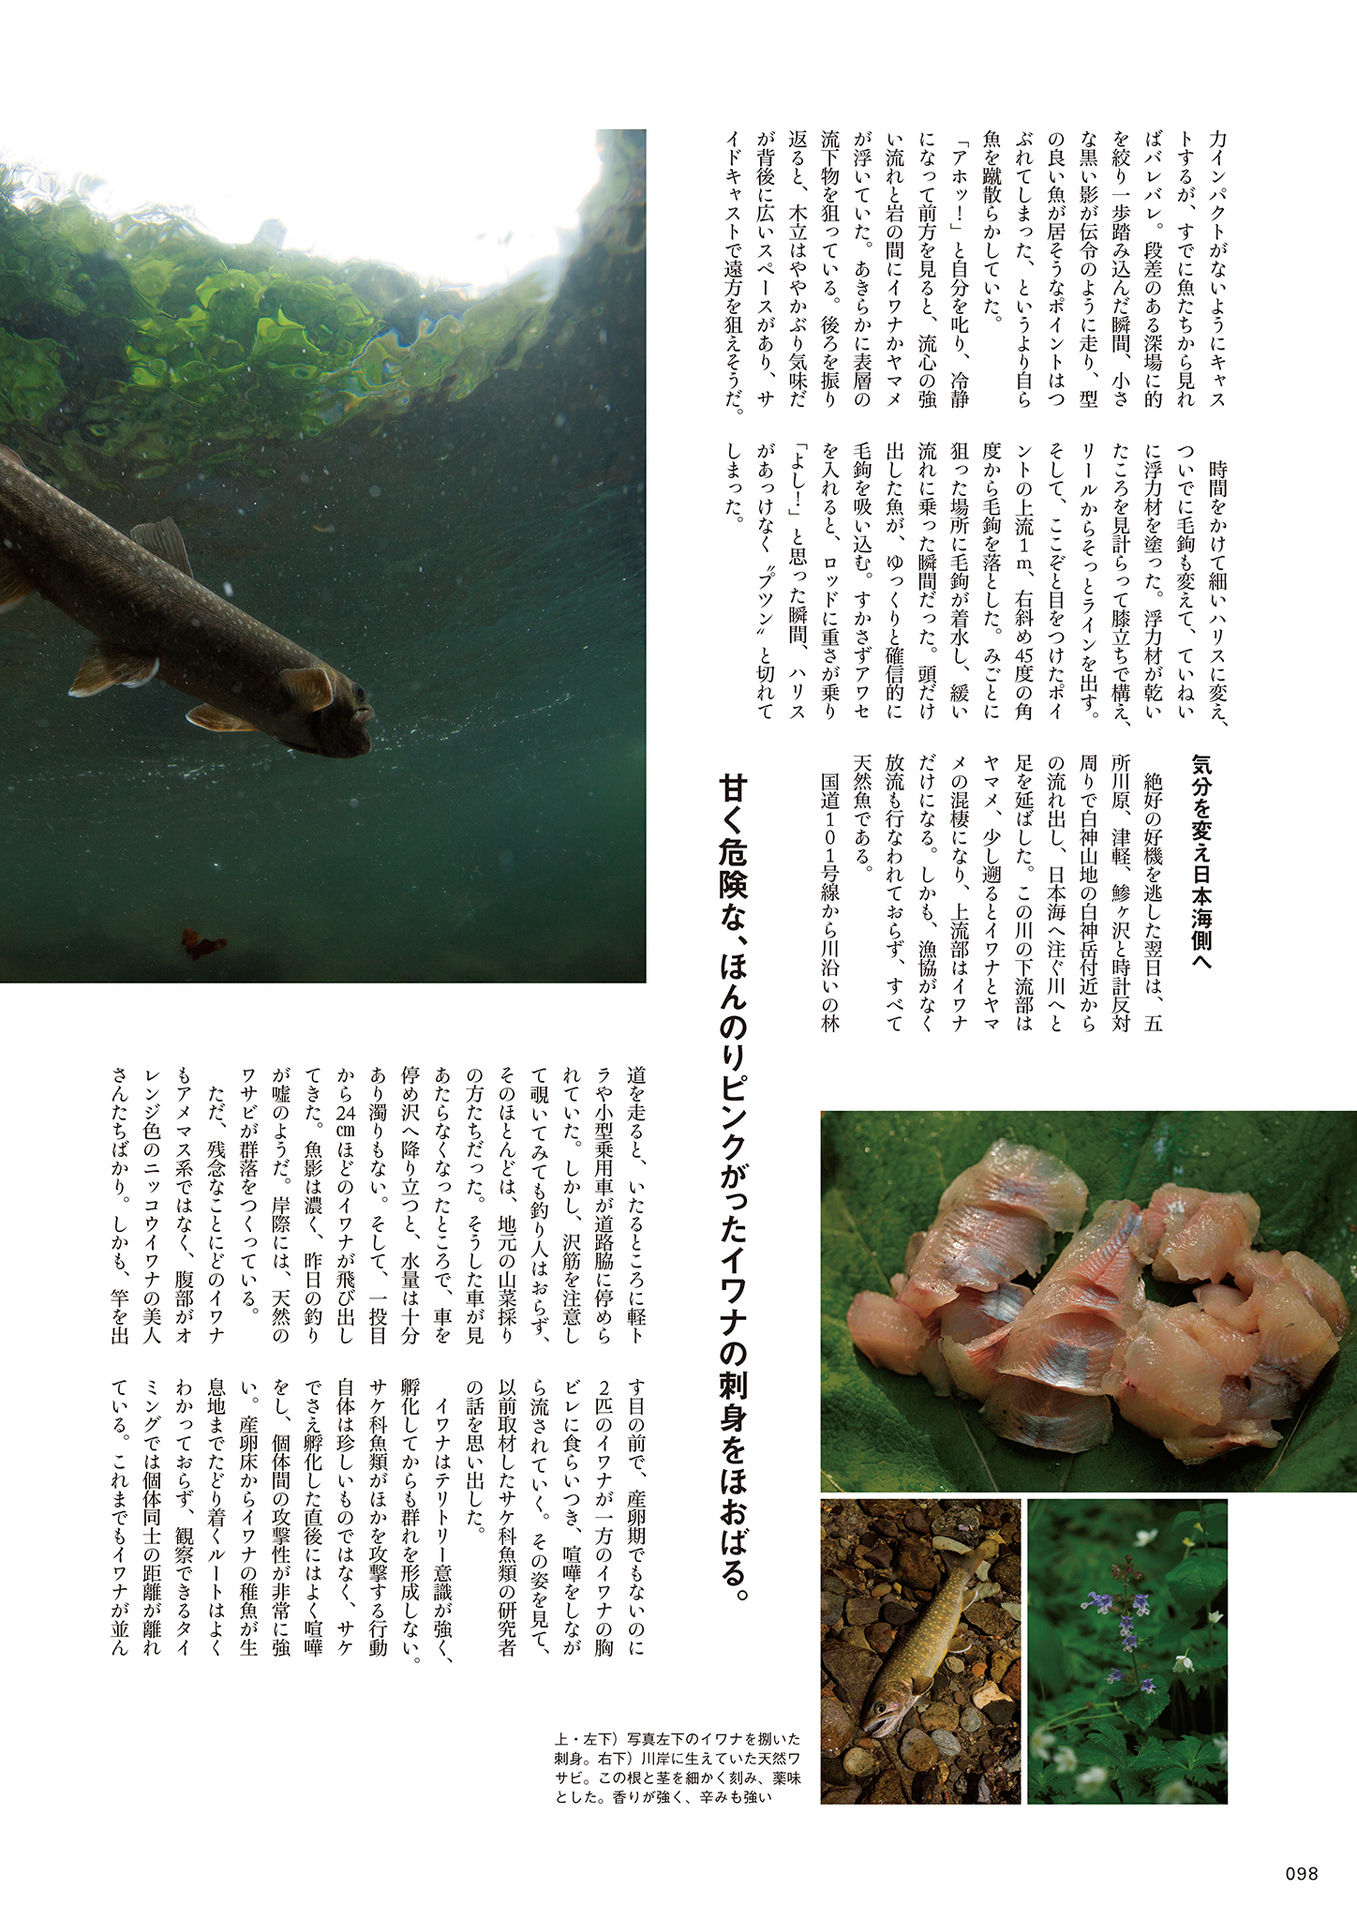 力インパクトがないようにキャス
トするが、すでに魚たちから見れ
ばバレバレ。段差のある深場に的
を絞り一歩踏み込んだ瞬間、小さ
な黒い影が伝令のように走り、型
の良い魚が居そうなポイントはつ
ぶれてしまった、というより自ら
魚を蹴散らかしていた。
「アホッ！」と自分を叱り、冷静
になって前方を見ると、流心の強
い流れと岩の間にイワナかヤマメ
が浮いていた。あきらかに表層の
流下物を狙っている。後ろを振り
返ると、木立はややかぶり気味だ
が背後に広いスペースがあり、サ
イドキャストで遠方を狙えそうだ。
時間をかけて細いハリスに変え、
ついでに毛鉤も変えて、ていねい
に浮力材を塗った。浮力材が乾い
たころを見計らって膝立ちで構え、
リールからそっとラインを出す。
そして、ここぞと目をつけたポイ
ントの上流1m、右斜め45度の角
度から毛鉤を落とした。みごとに
狙った場所に毛鉤が着水し、緩い
流れに乗った瞬間だった。頭だけ
出した魚が、ゆっくりと確信的に
毛鉤を吸い込む。すかさずアワセ
を入れると、ロッドに重さが乗り
「よし！」と思った瞬間、ハリス
があっけなく〝プツン〟と切れて
しまった。
気分を変え日本海側へ
絶好の好機を逃した翌日は、五
所川原、津軽、鰺ヶ沢と時計反対
周りで白神山地の白神岳付近から
の流れ出し、日本海へ注ぐ川へと
足を延ばした。この川の下流部は
ヤマメ、少し遡るとイワナとヤマ
メの混棲になり、上流部はイワナ
だけになる。しかも、漁協がなく
放流も行なわれておらず、すべて
天然魚である。
国道101号線から川沿いの林
甘く危険な、ほんのりピンクがったイワナの刺身をほおばる。
道を走ると、いたるところに軽ト
ラや小型乗用車が道路脇に停めら
れていた。しかし、沢筋を注意し
て覗いてみても釣り人はおらず、
そのほとんどは、地元の山菜採り
の方たちだった。そうした車が見
あたらなくなったところで、車を
停め沢へ降り立つと、水量は十分
あり濁りもない。そして、一投目
から24㎝ほどのイワナが飛び出し
てきた。魚影は濃く、昨日の釣り
が嘘のようだ。岸際には、天然の
ワサビが群落をつくっている。
ただ、残念なことにどのイワナ
もアメマス系ではなく、腹部がオ
レンジ色のニッコウイワナの美人
さんたちばかり。しかも、竿を出
す目の前で、産卵期でもないのに
2匹のイワナが一方のイワナの胸
ビレに食らいつき、喧嘩をしなが
ら流されていく。その姿を見て、
以前取材したサケ科魚類の研究者
の話を思い出した。
イワナはテリトリー意識が強く、
孵化してからも群れを形成しない。
サケ科魚類がほかを攻撃する行動
自体は珍しいものではなく、サケ
でさえ孵化した直後にはよく喧嘩
をし、個体間の攻撃性が非常に強
い。産卵床からイワナの稚魚が生
息地までたどり着くルートはよく
わかっておらず、観察できるタイ
ミングでは個体同士の距離が離れ
ている。これまでもイワナが並ん
上・左下）写真左下のイワナを捌いた
刺身。右下）川岸に生えていた天然ワ
サビ。この根と茎を細かく刻み、薬味
とした。香りが強く、辛みも強い
098